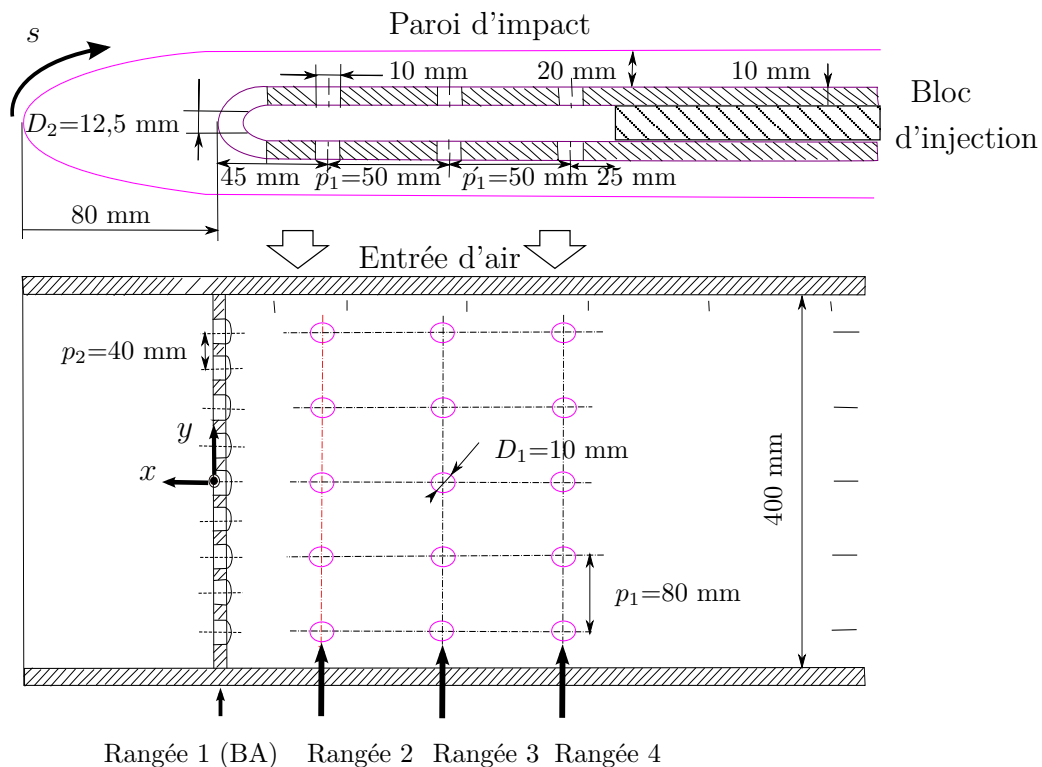 Paroi d'impact
s
10 mm
20 mm
10 mm
Bloc
d'injection
D₂=12,5 mm
45 mm
p₁=50 mm
p₁=50 mm
25 mm
80 mm
Entrée d'air
p₂=40 mm
y
x
D₁=10 mm
400 mm
p₁=80 mm
Rangée 1 (BA)
Rangée 2
Rangée 3
Rangée 4